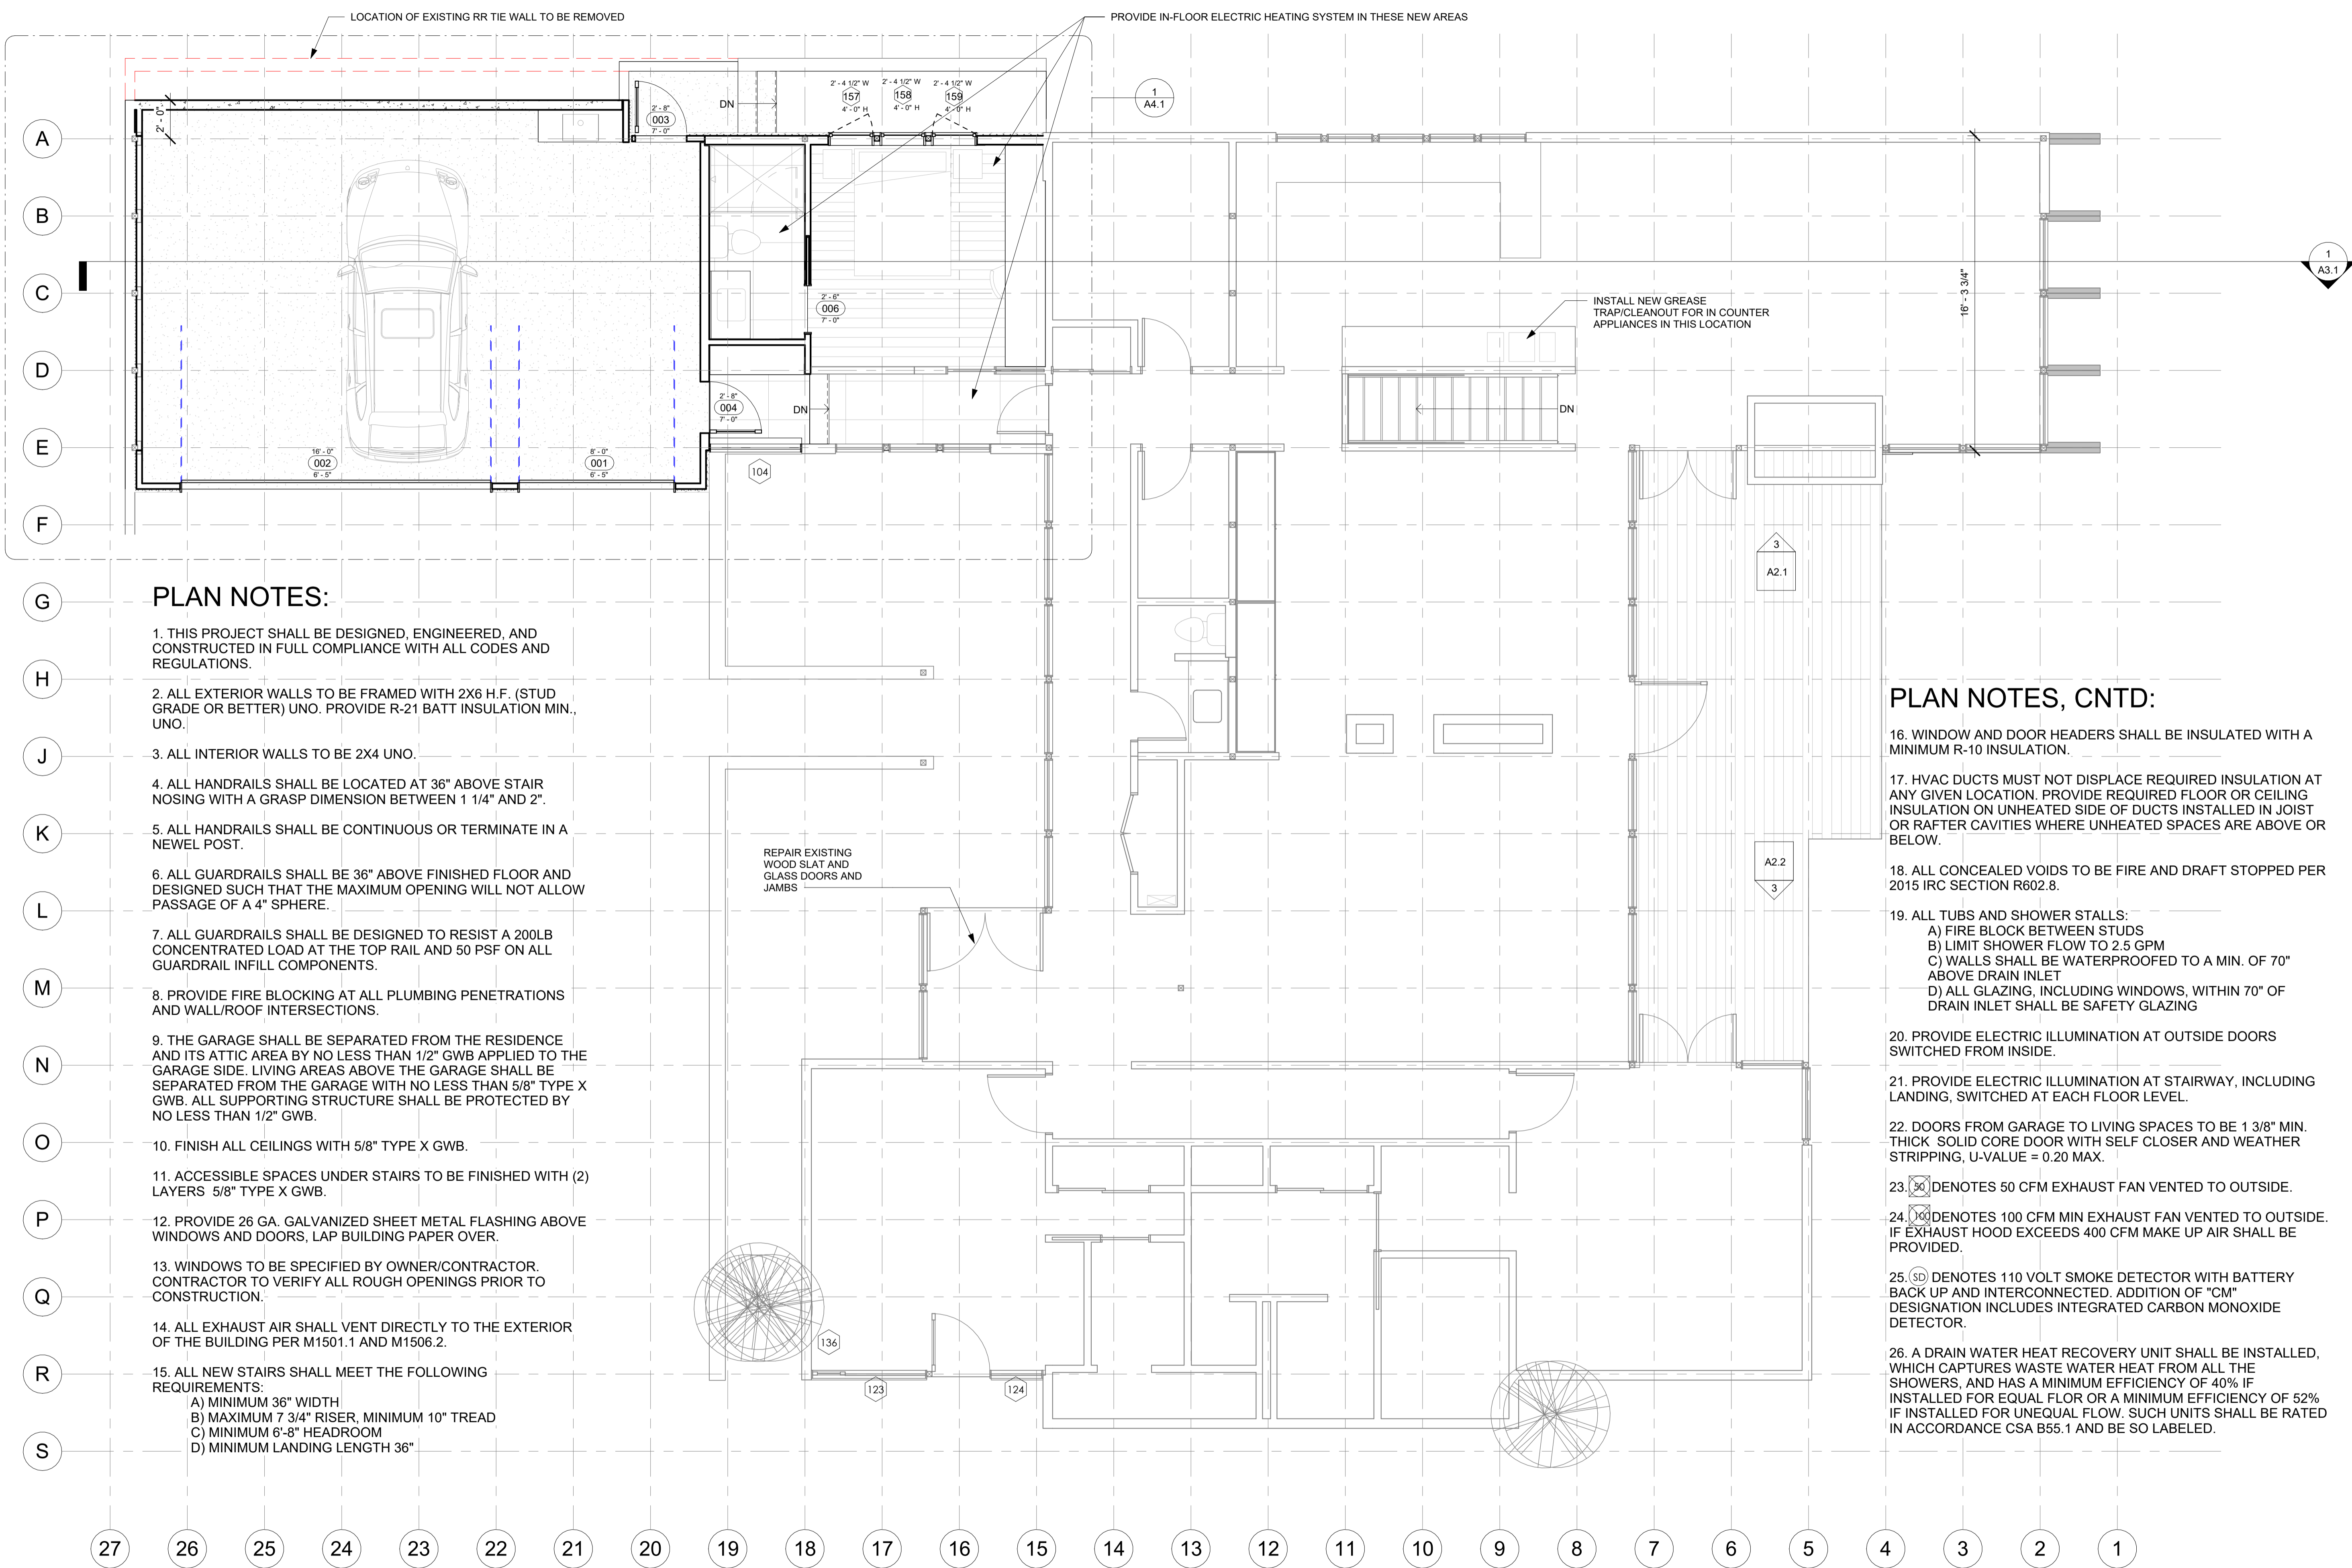 LOCATION OF EXISTING RR TIE WALL TO BE REMOVED
PROVIDE IN-FLOOR ELECTRIC HEATING SYSTEM IN THESE NEW AREAS
2' - 4 1/2" W
157
4' - 0" H
2' - 4 1/2" W
158
4' - 0" H
2' - 4 1/2" W
159
4' - 0" H
1
A4.1
2' - 0"
2' - 8"
003
7' - 0"
DN
A
B
C
D
E
F
G
H
J
K
L
M
N
O
P
Q
R
S
1
A3.1
16' - 3 3/4"
2' - 6"
006
7' - 0"
INSTALL NEW GREASE
TRAP/CLEANOUT FOR IN COUNTER
APPLIANCES IN THIS LOCATION
2' - 8"
004
7' - 0"
DN
DN
16' - 0"
002
6' - 5"
8' - 0"
001
6' - 5"
104
3
A2.1
A2.2
3
REPAIR EXISTING
WOOD SLAT AND
GLASS DOORS AND
JAMBS
136
123
124
PLAN NOTES:
1. THIS PROJECT SHALL BE DESIGNED, ENGINEERED, AND
CONSTRUCTED IN FULL COMPLIANCE WITH ALL CODES AND
REGULATIONS.
2. ALL EXTERIOR WALLS TO BE FRAMED WITH 2X6 H.F. (STUD
GRADE OR BETTER) UNO. PROVIDE R-21 BATT INSULATION MIN.,
UNO.
3. ALL INTERIOR WALLS TO BE 2X4 UNO.
4. ALL HANDRAILS SHALL BE LOCATED AT 36" ABOVE STAIR
NOSING WITH A GRASP DIMENSION BETWEEN 1 1/4" AND 2".
5. ALL HANDRAILS SHALL BE CONTINUOUS OR TERMINATE IN A
NEWEL POST.
6. ALL GUARDRAILS SHALL BE 36" ABOVE FINISHED FLOOR AND
DESIGNED SUCH THAT THE MAXIMUM OPENING WILL NOT ALLOW
PASSAGE OF A 4" SPHERE.
7. ALL GUARDRAILS SHALL BE DESIGNED TO RESIST A 200LB
CONCENTRATED LOAD AT THE TOP RAIL AND 50 PSF ON ALL
GUARDRAIL INFILL COMPONENTS.
8. PROVIDE FIRE BLOCKING AT ALL PLUMBING PENETRATIONS
AND WALL/ROOF INTERSECTIONS.
9. THE GARAGE SHALL BE SEPARATED FROM THE RESIDENCE
AND ITS ATTIC AREA BY NO LESS THAN 1/2" GWB APPLIED TO THE
GARAGE SIDE. LIVING AREAS ABOVE THE GARAGE SHALL BE
SEPARATED FROM THE GARAGE WITH NO LESS THAN 5/8" TYPE X
GWB. ALL SUPPORTING STRUCTURE SHALL BE PROTECTED BY
NO LESS THAN 1/2" GWB.
10. FINISH ALL CEILINGS WITH 5/8" TYPE X GWB.
11. ACCESSIBLE SPACES UNDER STAIRS TO BE FINISHED WITH (2)
LAYERS 5/8" TYPE X GWB.
12. PROVIDE 26 GA. GALVANIZED SHEET METAL FLASHING ABOVE
WINDOWS AND DOORS, LAP BUILDING PAPER OVER.
13. WINDOWS TO BE SPECIFIED BY OWNER/CONTRACTOR.
CONTRACTOR TO VERIFY ALL ROUGH OPENINGS PRIOR TO
CONSTRUCTION.
14. ALL EXHAUST AIR SHALL VENT DIRECTLY TO THE EXTERIOR
OF THE BUILDING PER M1501.1 AND M1506.2.
15. ALL NEW STAIRS SHALL MEET THE FOLLOWING
REQUIREMENTS:
A) MINIMUM 36" WIDTH
B) MAXIMUM 7 3/4" RISER, MINIMUM 10" TREAD
C) MINIMUM 6'-8" HEADROOM
D) MINIMUM LANDING LENGTH 36"
PLAN NOTES, CNTD:
16. WINDOW AND DOOR HEADERS SHALL BE INSULATED WITH A
MINIMUM R-10 INSULATION.
17. HVAC DUCTS MUST NOT DISPLACE REQUIRED INSULATION AT
ANY GIVEN LOCATION. PROVIDE REQUIRED FLOOR OR CEILING
INSULATION ON UNHEATED SIDE OF DUCTS INSTALLED IN JOIST
OR RAFTER CAVITIES WHERE UNHEATED SPACES ARE ABOVE OR
BELOW.
18. ALL CONCEALED VOIDS TO BE FIRE AND DRAFT STOPPED PER
2015 IRC SECTION R602.8.
19. ALL TUBS AND SHOWER STALLS:
A) FIRE BLOCK BETWEEN STUDS
B) LIMIT SHOWER FLOW TO 2.5 GPM
C) WALLS SHALL BE WATERPROOFED TO A MIN. OF 70"
ABOVE DRAIN INLET
D) ALL GLAZING, INCLUDING WINDOWS, WITHIN 70" OF
DRAIN INLET SHALL BE SAFETY GLAZING
20. PROVIDE ELECTRIC ILLUMINATION AT OUTSIDE DOORS
SWITCHED FROM INSIDE.
21. PROVIDE ELECTRIC ILLUMINATION AT STAIRWAY, INCLUDING
LANDING, SWITCHED AT EACH FLOOR LEVEL.
22. DOORS FROM GARAGE TO LIVING SPACES TO BE 1 3/8" MIN.
THICK SOLID CORE DOOR WITH SELF CLOSER AND WEATHER
STRIPPING, U-VALUE = 0.20 MAX.
23. 50 DENOTES 50 CFM EXHAUST FAN VENTED TO OUTSIDE.
24. 100 DENOTES 100 CFM MIN EXHAUST FAN VENTED TO OUTSIDE.
IF EXHAUST HOOD EXCEEDS 400 CFM MAKE UP AIR SHALL BE
PROVIDED.
25. SD DENOTES 110 VOLT SMOKE DETECTOR WITH BATTERY
BACK UP AND INTERCONNECTED. ADDITION OF "CM"
DESIGNATION INCLUDES INTEGRATED CARBON MONOXIDE
DETECTOR.
26. A DRAIN WATER HEAT RECOVERY UNIT SHALL BE INSTALLED,
WHICH CAPTURES WASTE WATER HEAT FROM ALL THE
SHOWERS, AND HAS A MINIMUM EFFICIENCY OF 40% IF
INSTALLED FOR EQUAL FLOR OR A MINIMUM EFFICIENCY OF 52%
IF INSTALLED FOR UNEQUAL FLOW. SUCH UNITS SHALL BE RATED
IN ACCORDANCE CSA B55.1 AND BE SO LABELED.
27 26 25 24 23 22 21 20 19 18 17 16 15 14 13 12 11 10 9 8 7 6 5 4 3 2 1